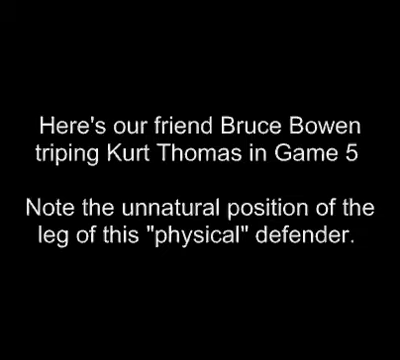 Here's our friend Bruce Bowen
triping Kurt Thomas in Game 5
Note the unnatural position of the
leg of this "physical" defender.